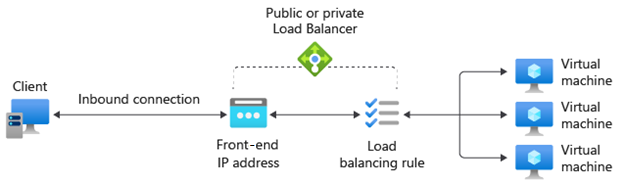 Public or private
Load Balancer
Client
Inbound connection
Front-end
IP address
Load
balancing rule
Virtual
machine
Virtual
machine
Virtual
machine